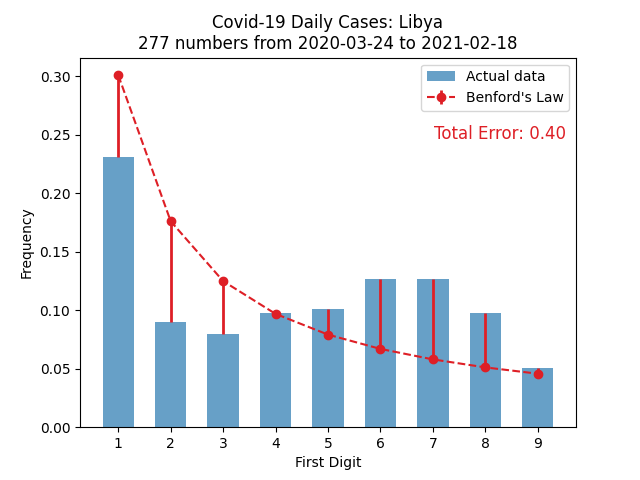 Covid-19 Daily Cases: Libya
277 numbers from 2020-03-24 to 2021-02-18
Actual data
Benford's Law
Total Error: 0.40
Frequency
0.30
0.25
0.20
0.15
0.10
0.05
0.00
1 2 3 4 5 6 7 8 9
First Digit